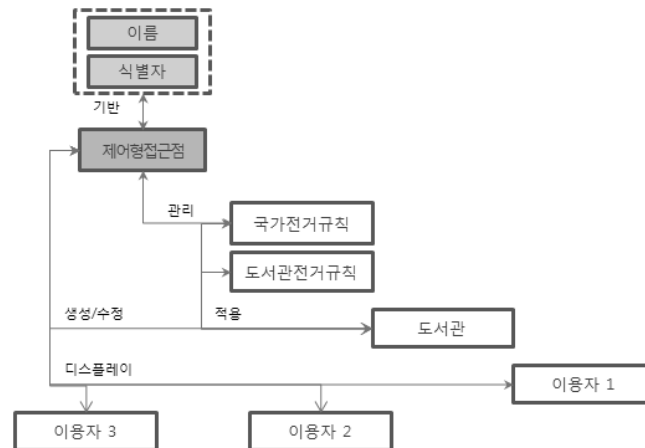 이름
식별자
기반
제어형접근점
관리
국가전거규칙
도서관전거규칙
생성/수정
적용
도서관
디스플레이
이용자 1
이용자 3
이용자 2